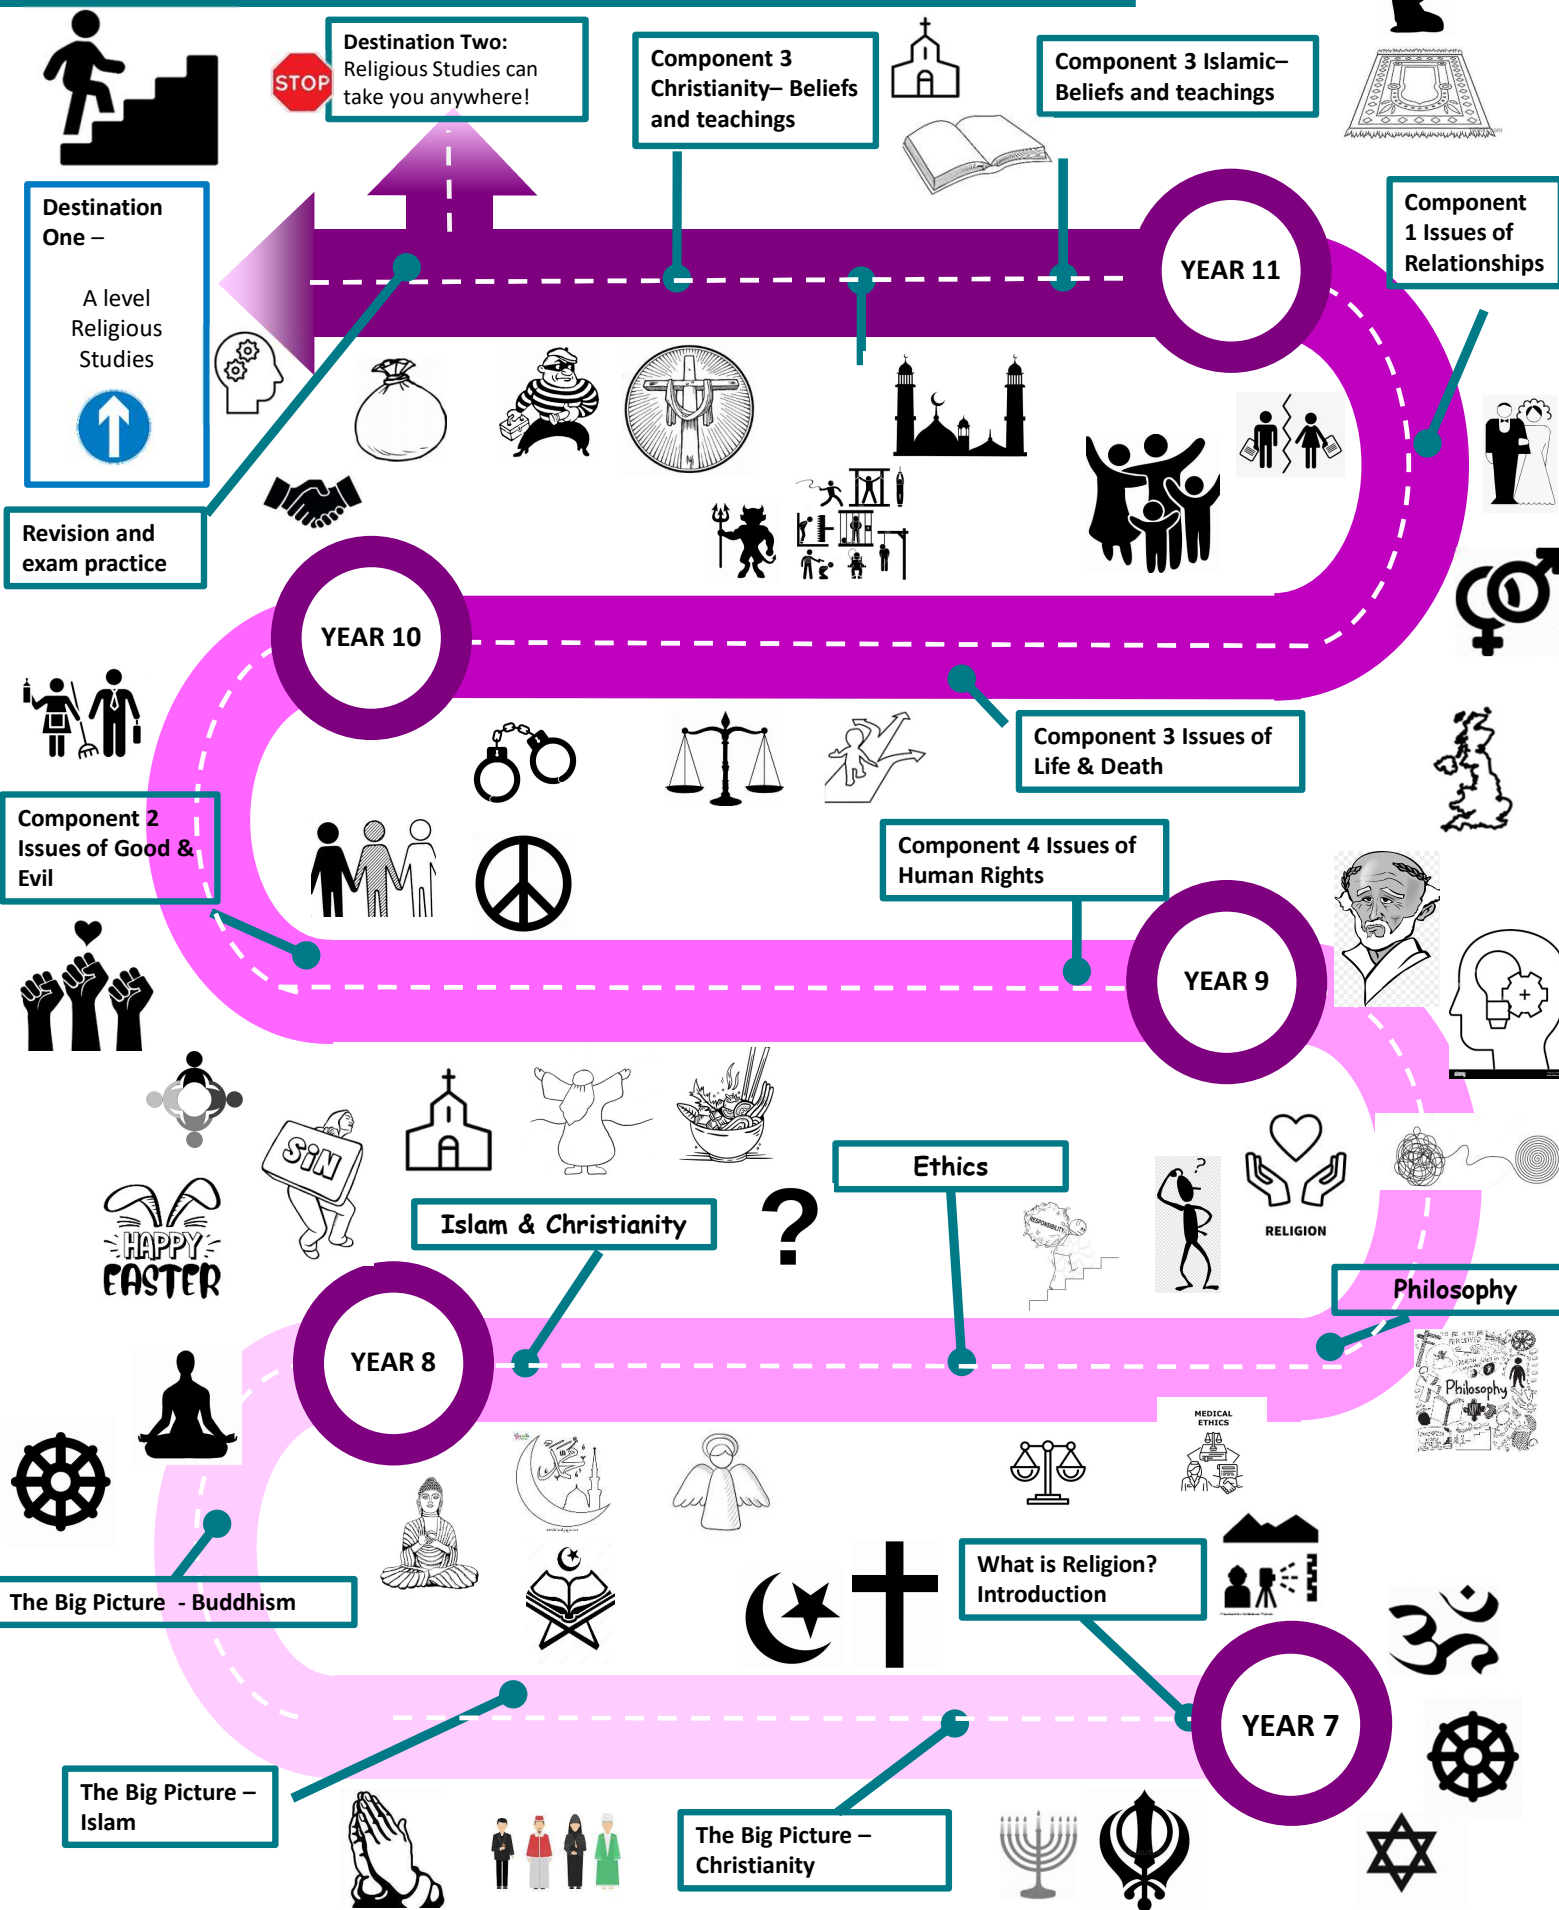 Destination Two:
Religious Studies can
take you anywhere!
STOP
Component 3
Christianity– Beliefs
and teachings
Component 3 Islamic–
Beliefs and teachings
Destination
One –
A level
Religious
Studies
Component
1 Issues of
Relationships
YEAR 11
Revision and
exam practice
YEAR 10
Component 3 Issues of
Life & Death
Component 2
Issues of Good &
Evil
Component 4 Issues of
Human Rights
YEAR 9
SiN
HAPPY
EASTER
Islam & Christianity
?
Ethics
RESPONSIBILITY
?
RELIGION
Philosophy
YEAR 8
Philosophy
MEDICAL
ETHICS
The Big Picture - Buddhism
What is Religion?
Introduction
YEAR 7
The Big Picture –
Islam
The Big Picture –
Christianity